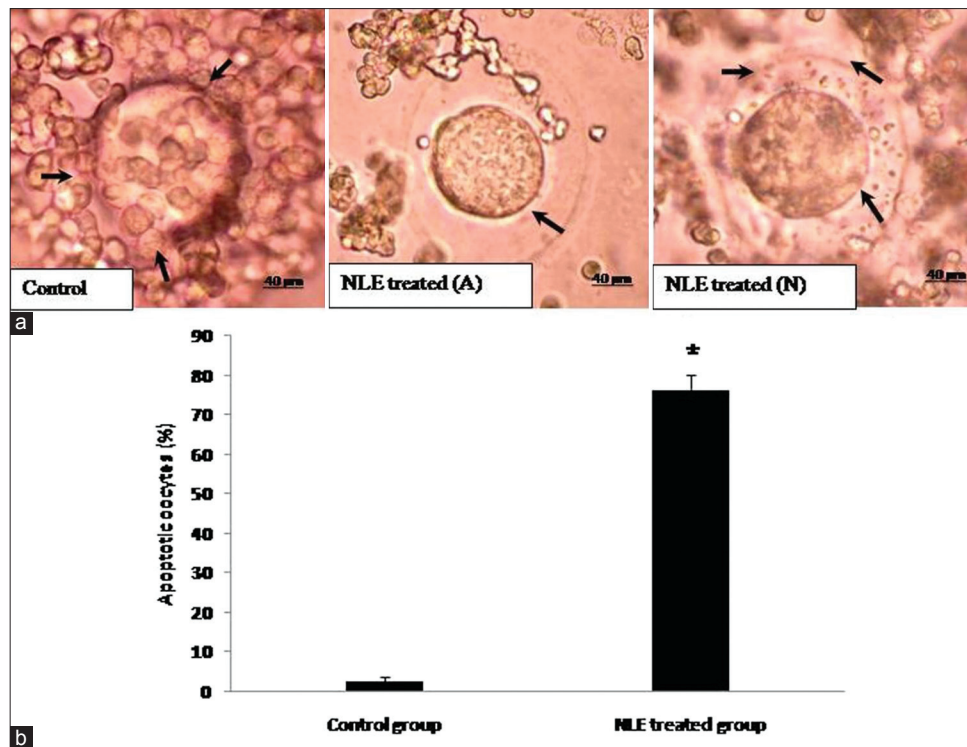 Control
40 µm
NLE treated (A)
40 µm
NLE treated (N)
40 µm
a
90
80
70
60
50
40
30
20
10
0
Apoptotic oocytes (%)
*
Control group
NLE treated group
b